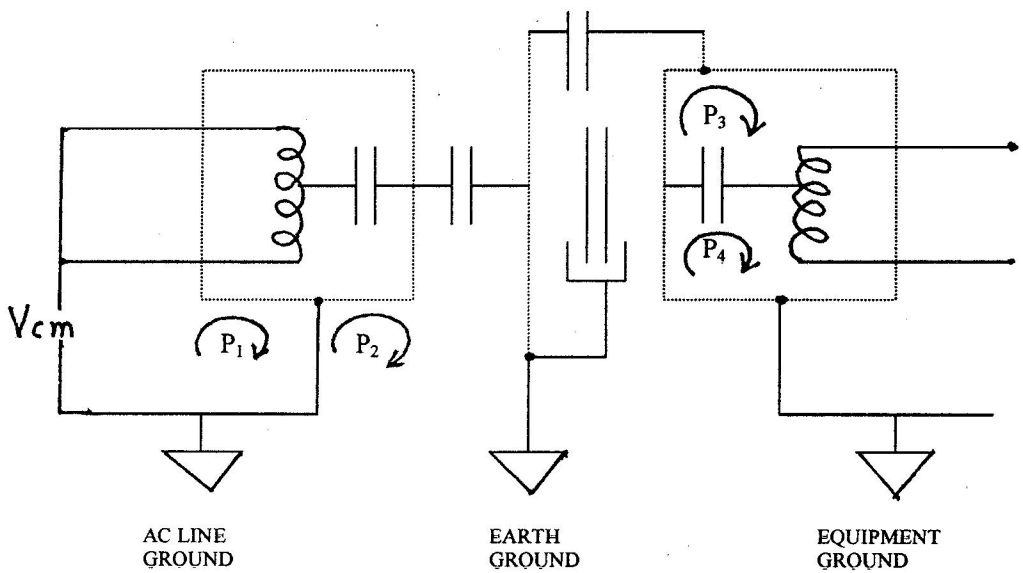 P3
P4
Vcm
P1
P2
AC LINE
GROUND
EARTH
GROUND
EQUIPMENT
GROUND